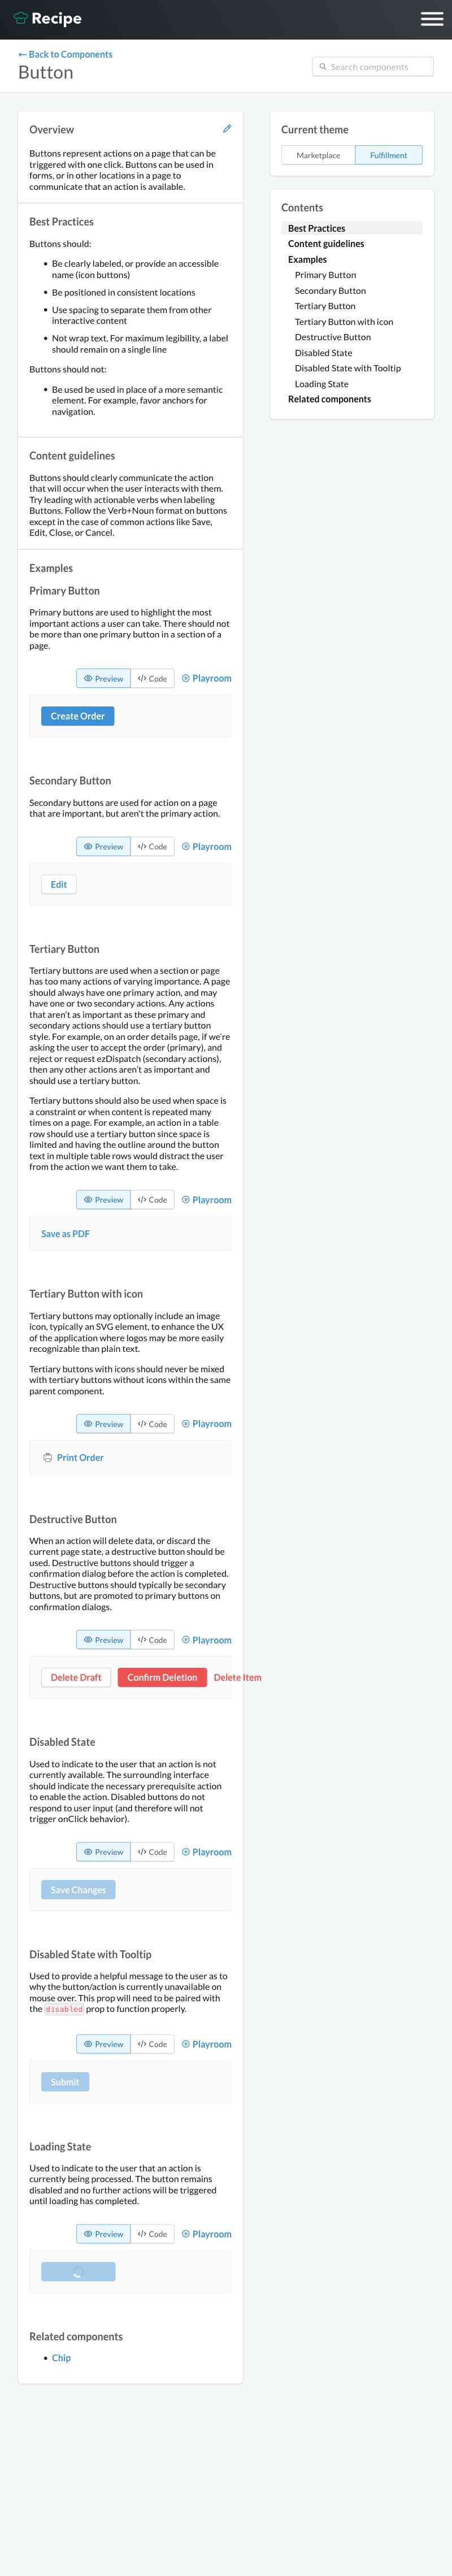 Recipe
← Back to Components
Button
Search components
Overview
Buttons represent actions on a page that can be
triggered with one click. Buttons can be used in
forms, or in other locations in a page to
communicate that an action is available.
Best Practices
Buttons should:
• Be clearly labeled, or provide an accessible
name (icon buttons)
• Be positioned in consistent locations
• Use spacing to separate them from other
interactive content
• Not wrap text. For maximum legibility, a label
should remain on a single line
Buttons should not:
• Be used be used in place of a more semantic
element. For example, favor anchors for
navigation.
Content guidelines
Buttons should clearly communicate the action
that will occur when the user interacts with them.
Try leading with actionable verbs when labeling
Buttons. Follow the Verb+Noun format on buttons
except in the case of common actions like Save,
Edit, Close, or Cancel.
Examples
Primary Button
Primary buttons are used to highlight the most
important actions a user can take. There should not
be more than one primary button in a section of a
page.
Preview </> Code Playroom
Create Order
Secondary Button
Secondary buttons are used for action on a page
that are important, but aren't the primary action.
Preview </> Code Playroom
Edit
Tertiary Button
Tertiary buttons are used when a section or page
has too many actions of varying importance. A page
should always have one primary action, and may
have one or two secondary actions. Any actions
that aren’t as important as these primary and
secondary actions should use a tertiary button
style. For example, on an order details page, if we’re
asking the user to accept the order (primary), and
reject or request ezDispatch (secondary actions),
then any other actions aren’t as important and
should use a tertiary button.
Tertiary buttons should also be used when space is
a constraint or when content is repeated many
times on a page. For example, an action in a table
row should use a tertiary button since space is
limited and having the outline around the button
text in multiple table rows would distract the user
from the action we want them to take.
Preview </> Code Playroom
Save as PDF
Tertiary Button with icon
Tertiary buttons may optionally include an image
icon, typically an SVG element, to enhance the UX
of the application where logos may be more easily
recognizable than plain text.
Tertiary buttons with icons should never be mixed
with tertiary buttons without icons within the same
parent component.
Preview </> Code Playroom
Print Order
Destructive Button
When an action will delete data, or discard the
current page state, a destructive button should be
used. Destructive buttons should trigger a
confirmation dialog before the action is completed.
Destructive buttons should typically be secondary
buttons, but are promoted to primary buttons on
confirmation dialogs.
Preview </> Code Playroom
Delete Draft Confirm Deletion Delete Item
Disabled State
Used to indicate to the user that an action is not
currently available. The surrounding interface
should indicate the necessary prerequisite action
to enable the action. Disabled buttons do not
respond to user input (and therefore will not
trigger onClick behavior).
Preview </> Code Playroom
Save Changes
Disabled State with Tooltip
Used to provide a helpful message to the user as to
why the button/action is currently unavailable on
mouse over. This prop will need to be paired with
the disabled prop to function properly.
Preview </> Code Playroom
Submit
Loading State
Used to indicate to the user that an action is
currently being processed. The button remains
disabled and no further actions will be triggered
until loading has completed.
Preview </> Code Playroom
Related components
• Chip
Current theme
Marketplace Fulfillment
Contents
Best Practices
Content guidelines
Examples
Primary Button
Secondary Button
Tertiary Button
Tertiary Button with icon
Destructive Button
Disabled State
Disabled State with Tooltip
Loading State
Related components